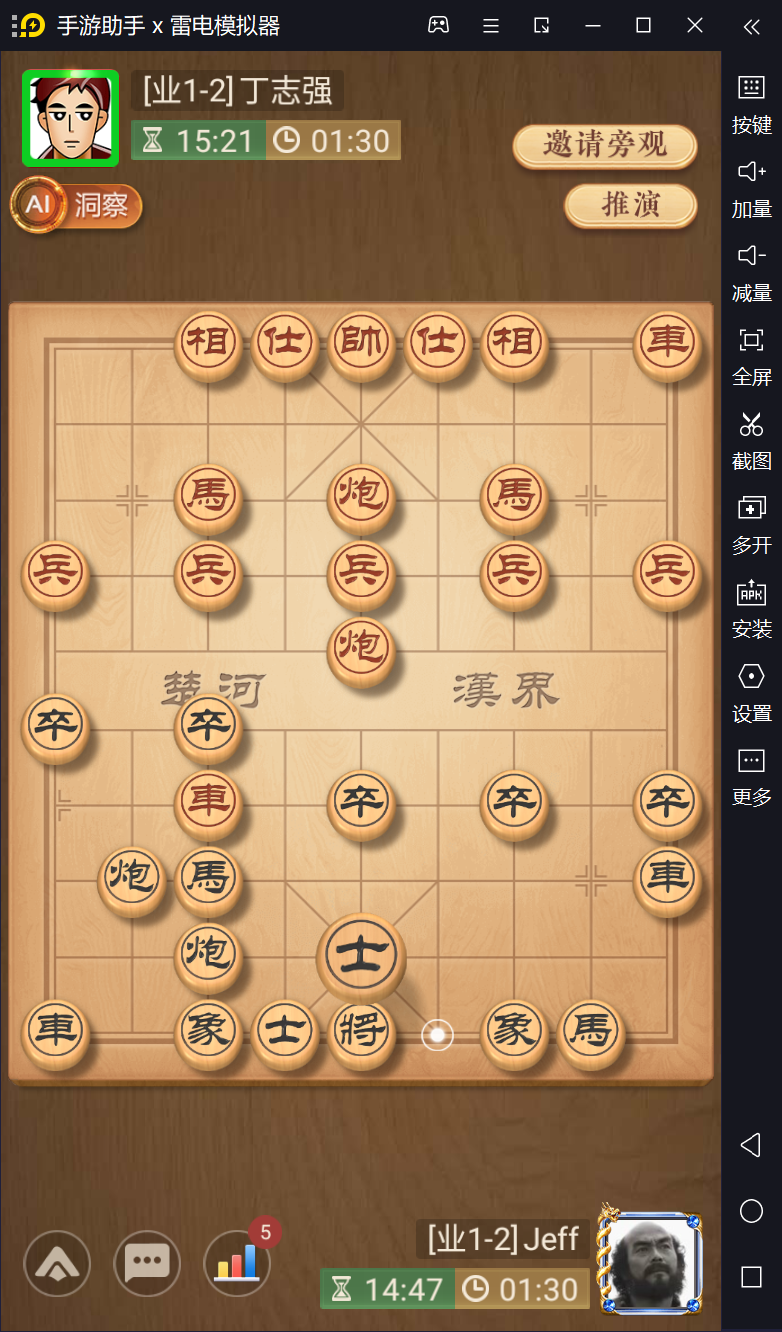 手游助手 x 雷电模拟器
[业1-2] 丁志强
15:21 01:30
邀请旁观
AI 洞察
推演
相 仕 帥 仕 相 車
馬 炮 馬
兵 兵 兵 兵 兵
炮
楚河 漢界
卒 卒
車 卒 卒 卒
炮 馬 車
炮 士
車 象 士 將 象 馬
5
[业1-2] Jeff
14:47 01:30
按键
加量
减量
全屏
截图
多开
APK
安装
设置
更多